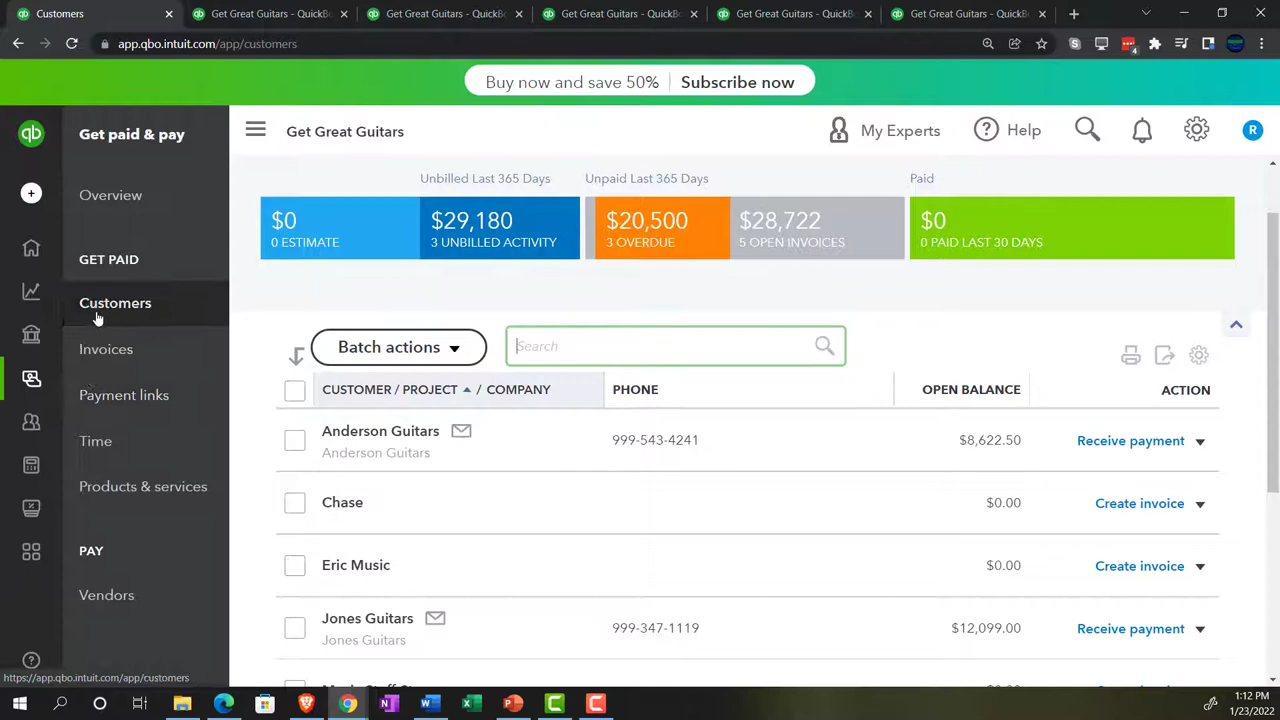 Customers
Get Great Guitars - QuickBo
Get Great Guitars - QuickBo
Get Great Guitars - QuickBo
Get Great Guitars - QuickBo
Get Great Guitars - QuickBo
app.qbo.intuit.com/app/customers
4
Buy now and save 50% Subscribe now
qb
Get paid & pay
Get Great Guitars
My Experts
Help
R
Overview
GET PAID
Customers
Invoices
Payment links
Time
Products & services
PAY
Vendors
Unbilled Last 365 Days
Unpaid Last 365 Days
Paid
$0
0 ESTIMATE
$29,180
3 UNBILLED ACTIVITY
$20,500
3 OVERDUE
$28,722
5 OPEN INVOICES
$0
0 PAID LAST 30 DAYS
Batch actions
Search
CUSTOMER / PROJECT / COMPANY PHONE OPEN BALANCE ACTION
Anderson Guitars
Anderson Guitars
999-543-4241 $8,622.50 Receive payment
Chase $0.00 Create invoice
Eric Music $0.00 Create invoice
Jones Guitars
Jones Guitars
999-347-1119 $12,099.00 Receive payment
https://app.qbo.intuit.com/app/customers
1:12 PM
1/23/2022